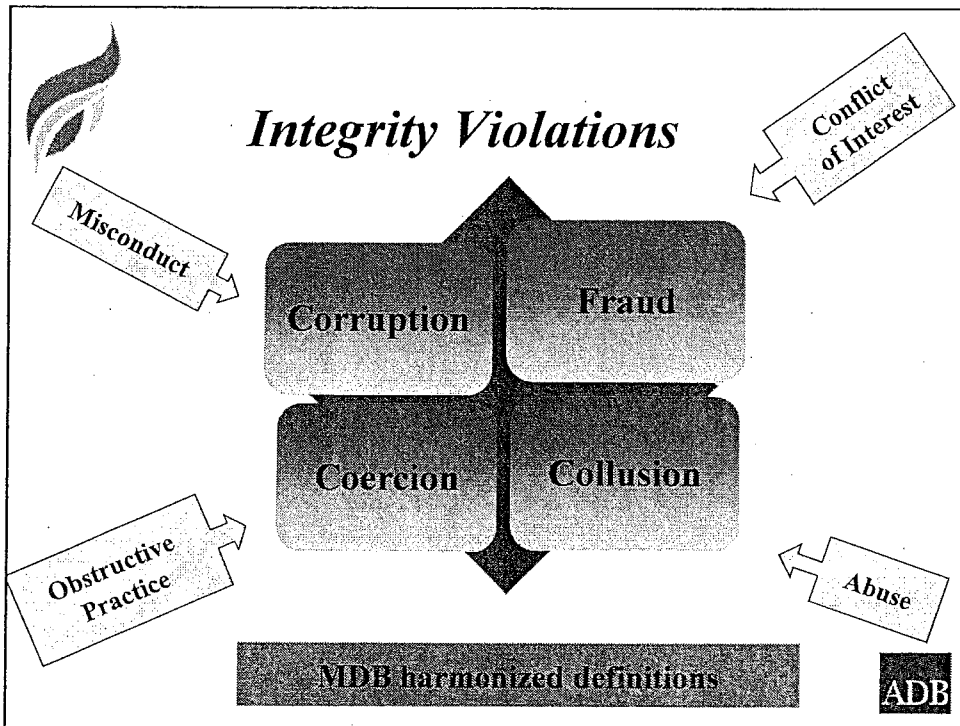 Integrity Violations
Conflict
of Interest
Misconduct
Corruption
Fraud
Coercion
Collusion
Obstructive
Practice
Abuse
MDB harmonized definitions
ADB